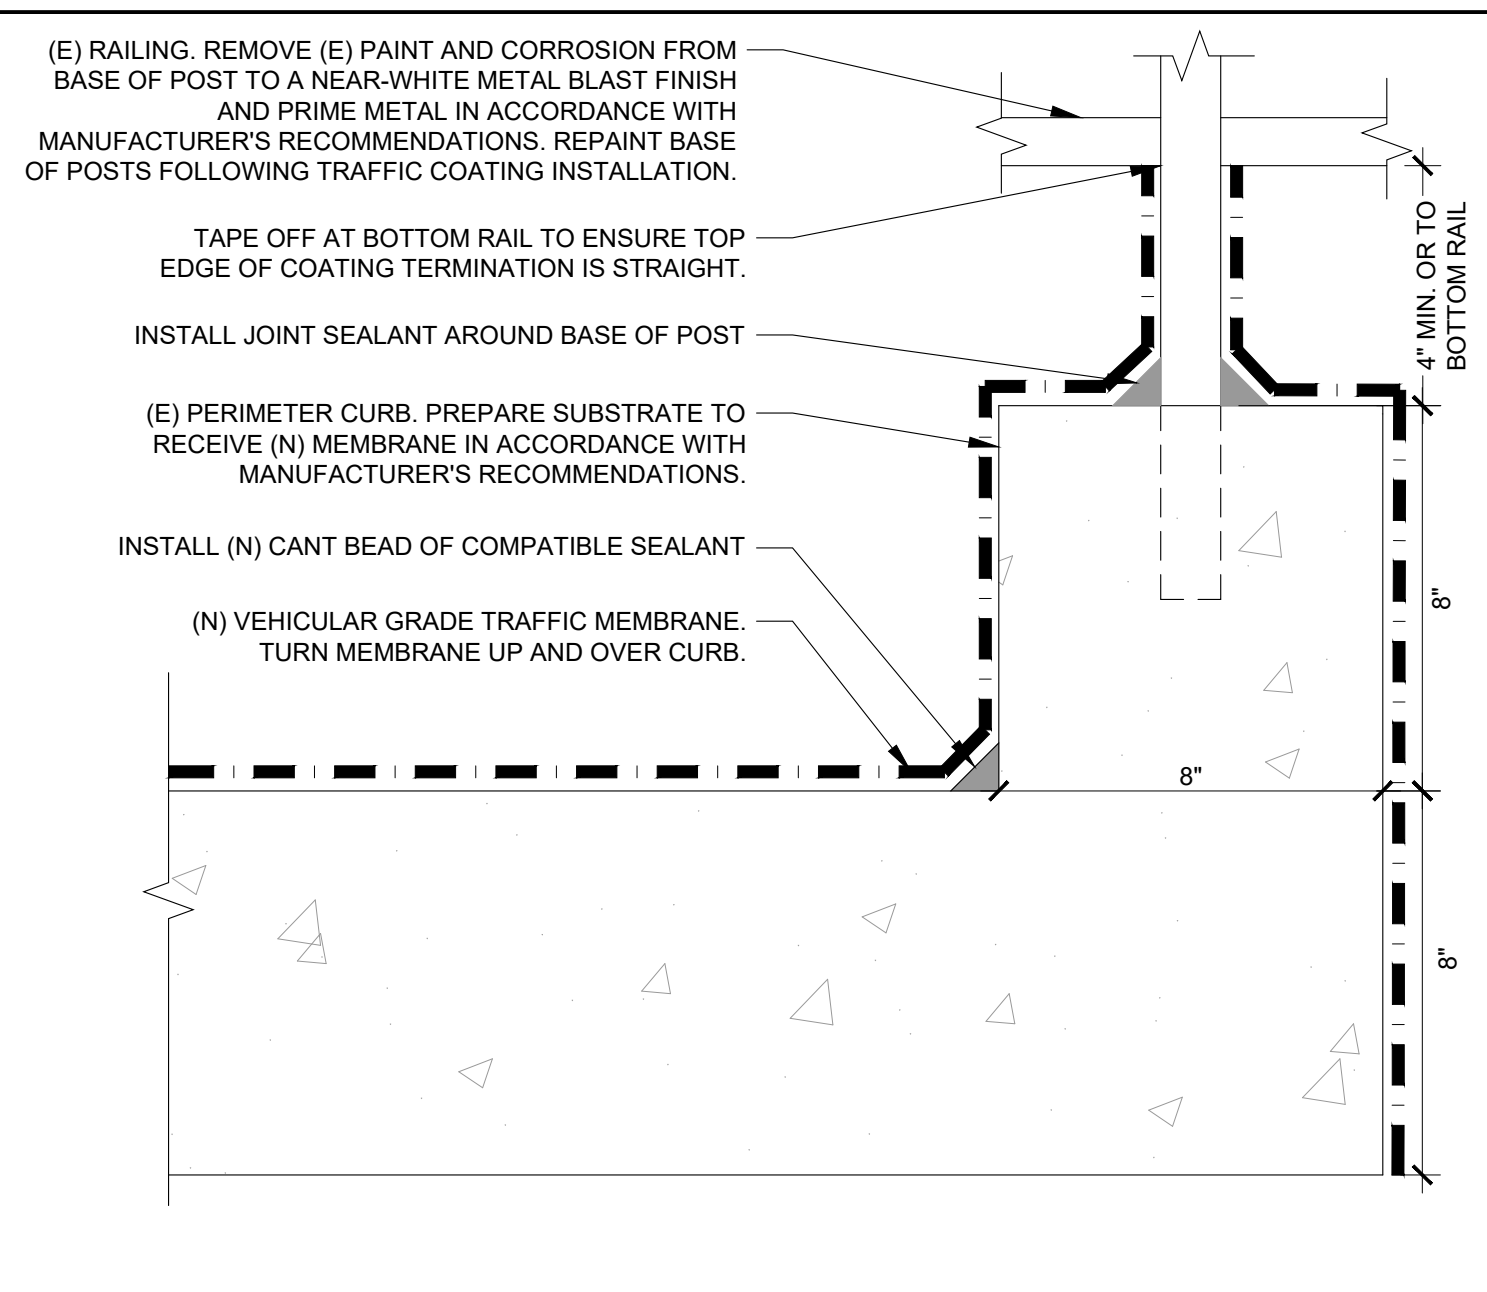 (E) RAILING. REMOVE (E) PAINT AND CORROSION FROM
BASE OF POST TO A NEAR-WHITE METAL BLAST FINISH
AND PRIME METAL IN ACCORDANCE WITH
MANUFACTURER'S RECOMMENDATIONS. REPAINT BASE
OF POSTS FOLLOWING TRAFFIC COATING INSTALLATION.
TAPE OFF AT BOTTOM RAIL TO ENSURE TOP
EDGE OF COATING TERMINATION IS STRAIGHT.
INSTALL JOINT SEALANT AROUND BASE OF POST
(E) PERIMETER CURB. PREPARE SUBSTRATE TO
RECEIVE (N) MEMBRANE IN ACCORDANCE WITH
MANUFACTURER'S RECOMMENDATIONS.
INSTALL (N) CANT BEAD OF COMPATIBLE SEALANT
(N) VEHICULAR GRADE TRAFFIC MEMBRANE.
TURN MEMBRANE UP AND OVER CURB.
4" MIN. OR TO
BOTTOM RAIL
8"
8"
8"